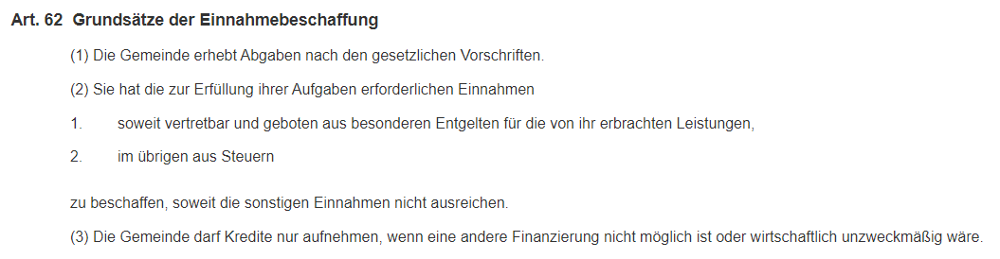 Art. 62 Grundsätze der Einnahmebeschaffung
(1) Die Gemeinde erhebt Abgaben nach den gesetzlichen Vorschriften.
(2) Sie hat die zur Erfüllung ihrer Aufgaben erforderlichen Einnahmen
1. soweit vertretbar und geboten aus besonderen Entgelten für die von ihr erbrachten Leistungen,
2. im übrigen aus Steuern
zu beschaffen, soweit die sonstigen Einnahmen nicht ausreichen.
(3) Die Gemeinde darf Kredite nur aufnehmen, wenn eine andere Finanzierung nicht möglich ist oder wirtschaftlich unzweckmäßig wäre.